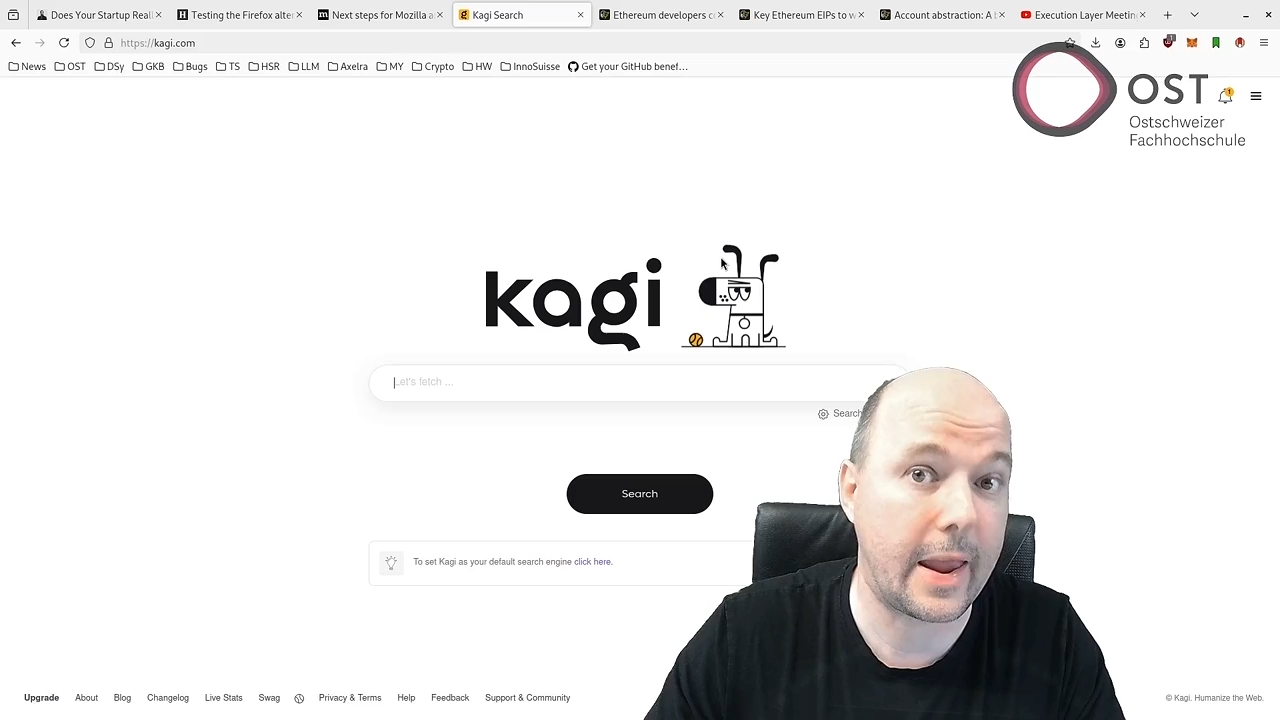 Does Your Startup Reall
Testing the Firefox alter
Next steps for Mozilla a
Kagi Search
Ethereum developers c
Key Ethereum EIPs to w
Account abstraction: A b
Execution Layer Meetin
https://kagi.com
News OST DSy GKB Bugs TS HSR LLM Axelra MY Crypto HW InnoSuisse Get your GitHub benef…
OST
Ostschweizer
Fachhochschule
1
kagi
Let's fetch ...
Search
Search
To set Kagi as your default search engine click here.
Upgrade About Blog Changelog Live Stats Swag Privacy & Terms Help Feedback Support & Community
© Kagi. Humanize the Web.